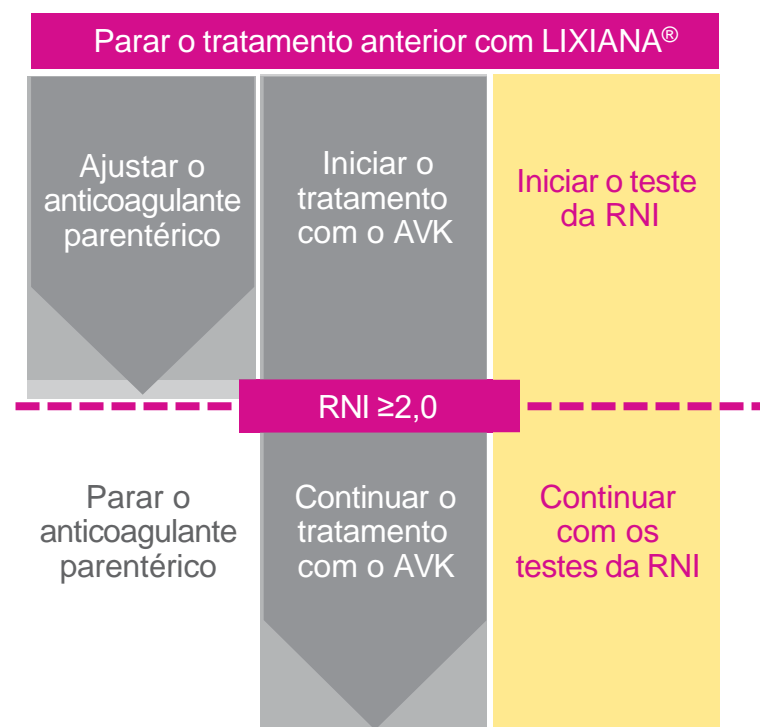 Parar o tratamento anterior com LIXIANA®
Ajustar o
anticoagulante
parentérico
Iniciar o
tratamento
com o AVK
Iniciar o teste
da RNI
RNI ≥2,0
Parar o
anticoagulante
parentérico
Continuar o
tratamento
com o AVK
Continuar
com os
testes da RNI